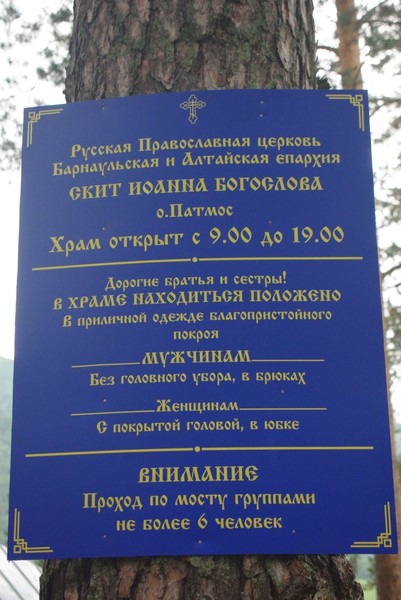 Русская Православная церковь
Барнаульская и Алтайская епархия
СКИТ ИОАННА БОГОСЛОВА
о.Патмос
Храм открыт с 9.00 до 19.00
Дорогие братья и сестры!
В ХРАМЕ НАХОДИТЬСЯ ПОЛОЖЕНО
В приличной одежде благопристойного
покроя
МУЖЧИНАМ
Без головного убора, в брюках
Женщинам
С покрытой головой, в юбке
ВНИМАНИЕ
Проход по мосту группами
не более 6 человек